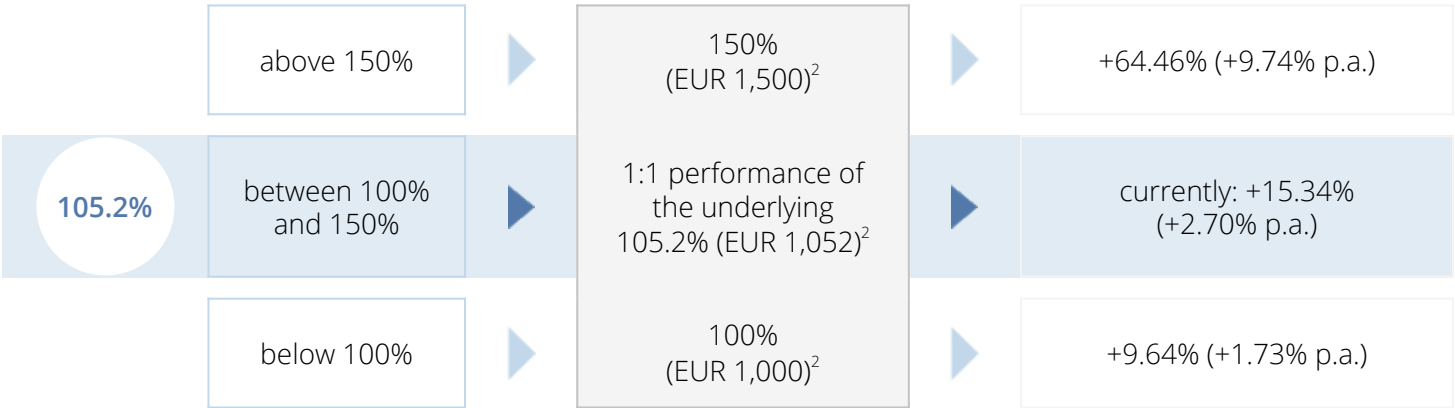 above 150%
150%
(EUR 1,500)²
+64.46% (+9.74% p.a.)
105.2%
between 100%
and 150%
1:1 performance of
the underlying
105.2% (EUR 1,052)²
currently: +15.34%
(+2.70% p.a.)
below 100%
100%
(EUR 1,000)²
+9.64% (+1.73% p.a.)